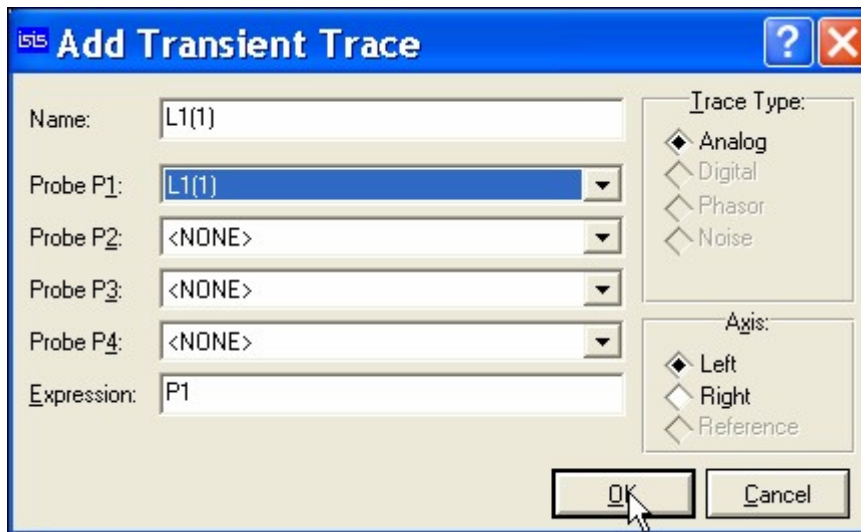 isis Add Transient Trace ?
Name: L1(1)
Probe P1: L1(1)
Probe P2: <NONE>
Probe P3: <NONE>
Probe P4: <NONE>
Expression: P1
Trace Type:
Analog
Digital
Phasor
Noise
Axis:
Left
Right
Reference
OK Cancel